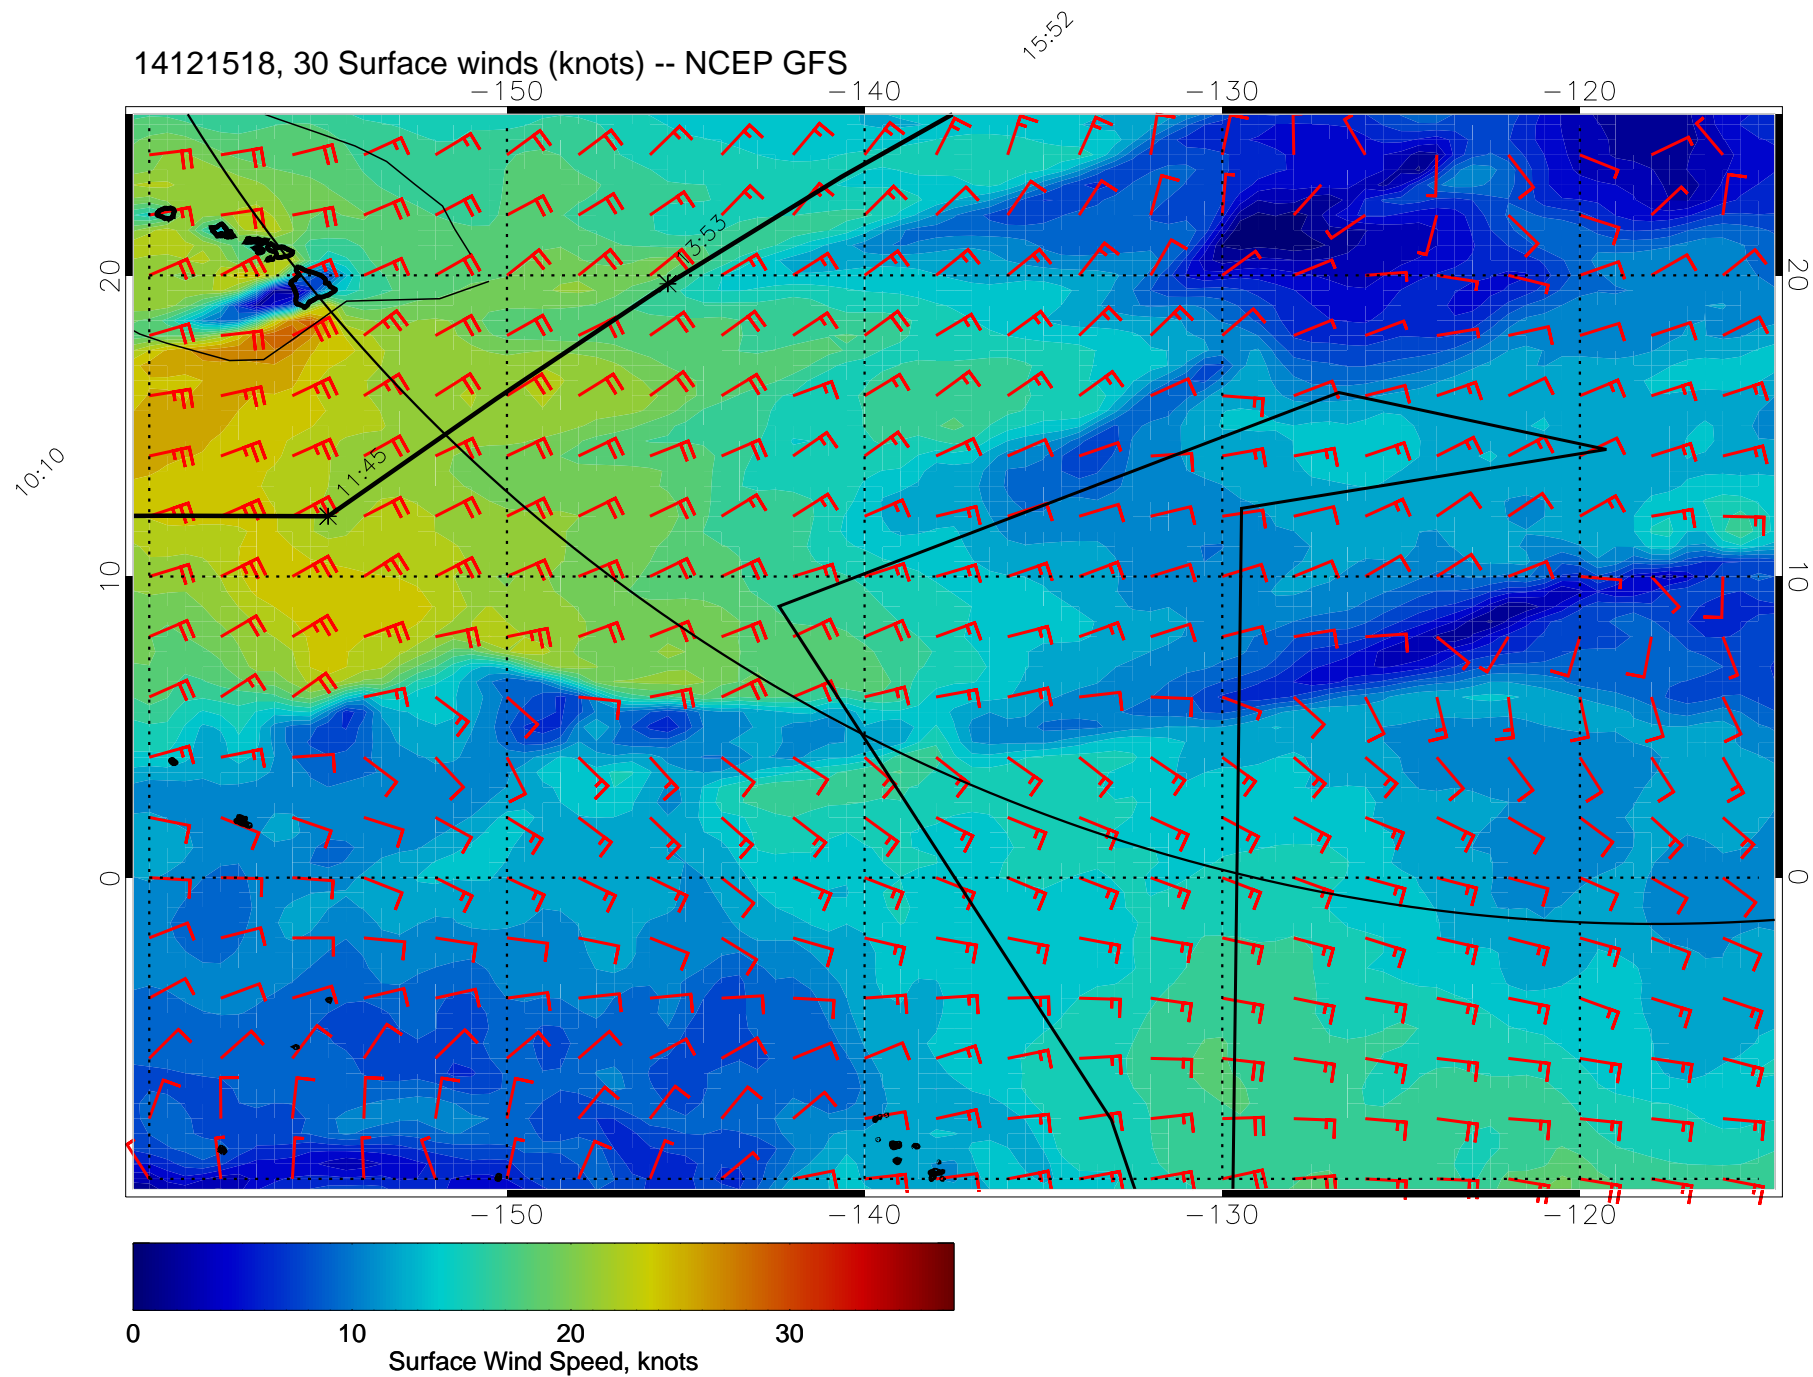 15:52
14121518, 30 Surface winds (knots) -- NCEP GFS
-150 -140 -130 -120
13:53
20 20
11:45
10:10
10 10
0 0
-150 -140 -130 -120
0 10 20 30
Surface Wind Speed, knots